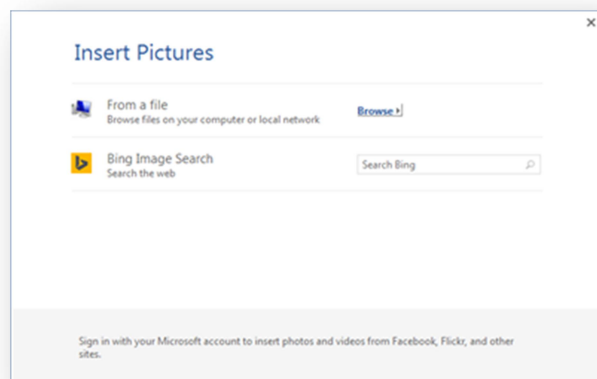 Insert Pictures
From a file
Browse files on your computer or local network
Browse
Bing Image Search
Search the web
Search Bing
Sign in with your Microsoft account to insert photos and videos from Facebook, Flickr, and other
sites.